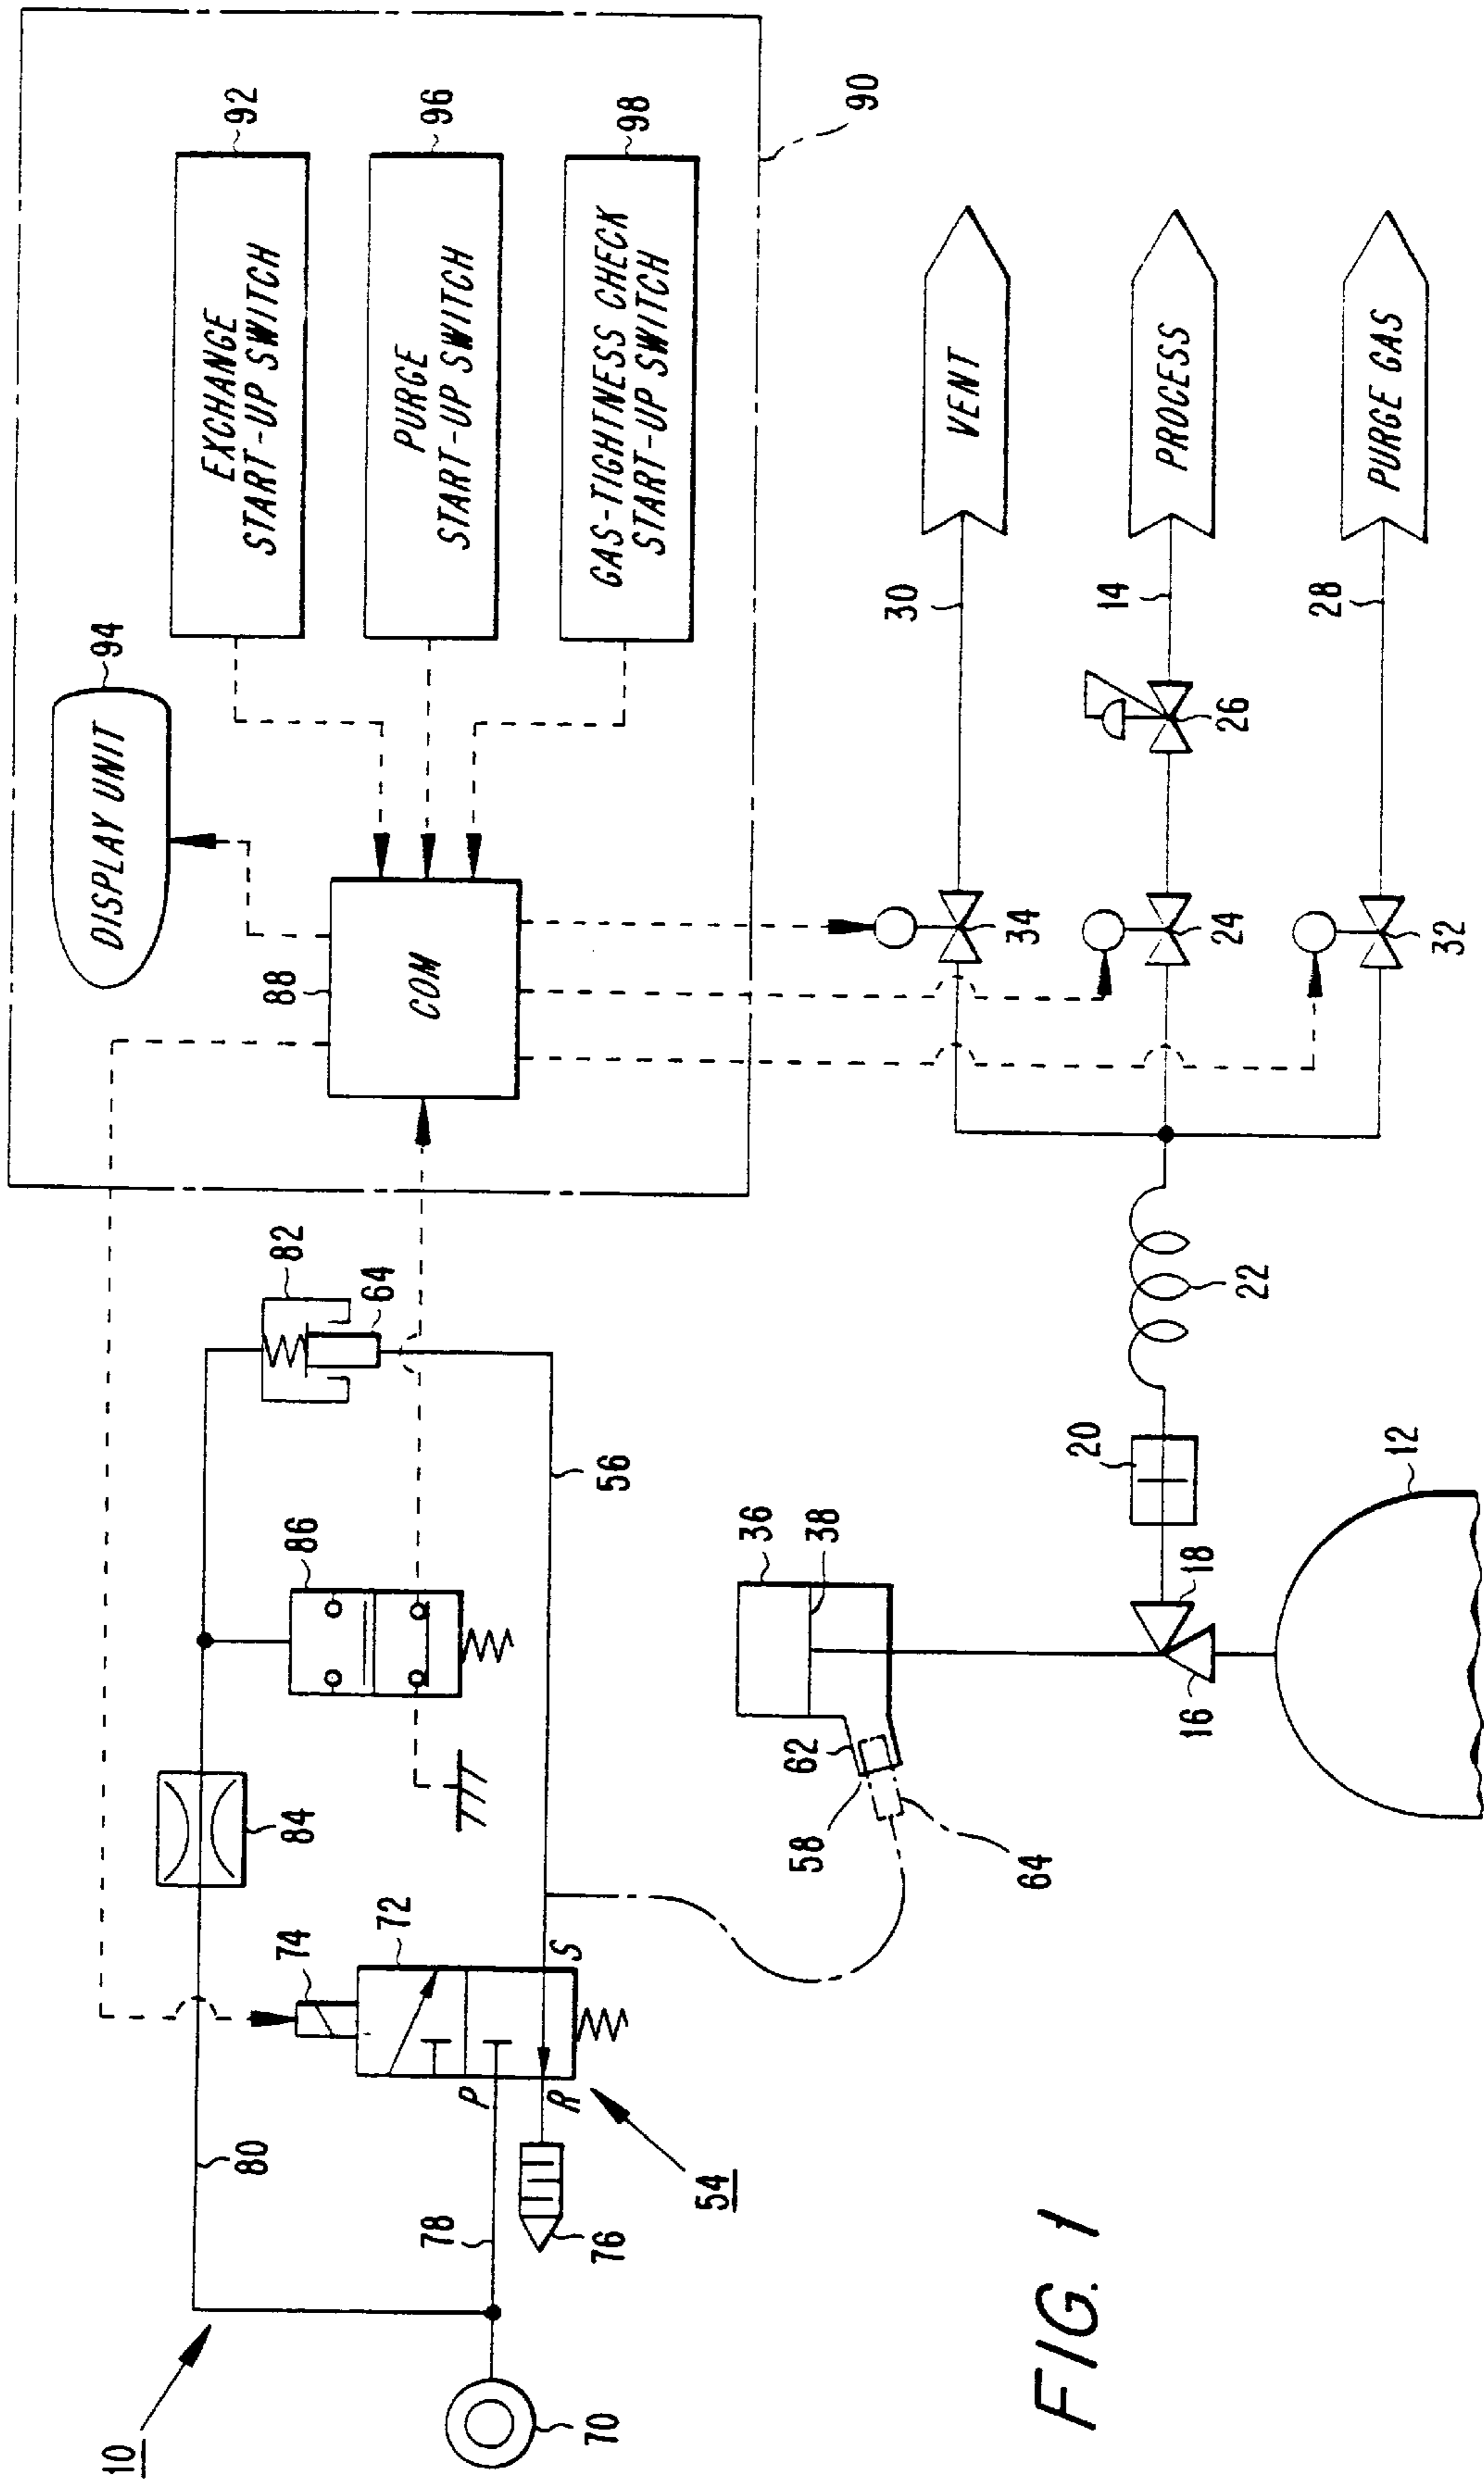 10
80
84
86
82
64
94
DISPLAY UNIT
92
EXCHANGE
START-UP SWITCH
96
PURGE
START-UP SWITCH
98
GAS-TIGHTNESS CHECK
START-UP SWITCH
90
88
COM
74
72
P
S
R
54
78
76
70
56
36
38
62
58
64
16
18
12
20
22
34
24
32
26
30
14
28
VENT
PROCESS
PURGE GAS
FIG. 1